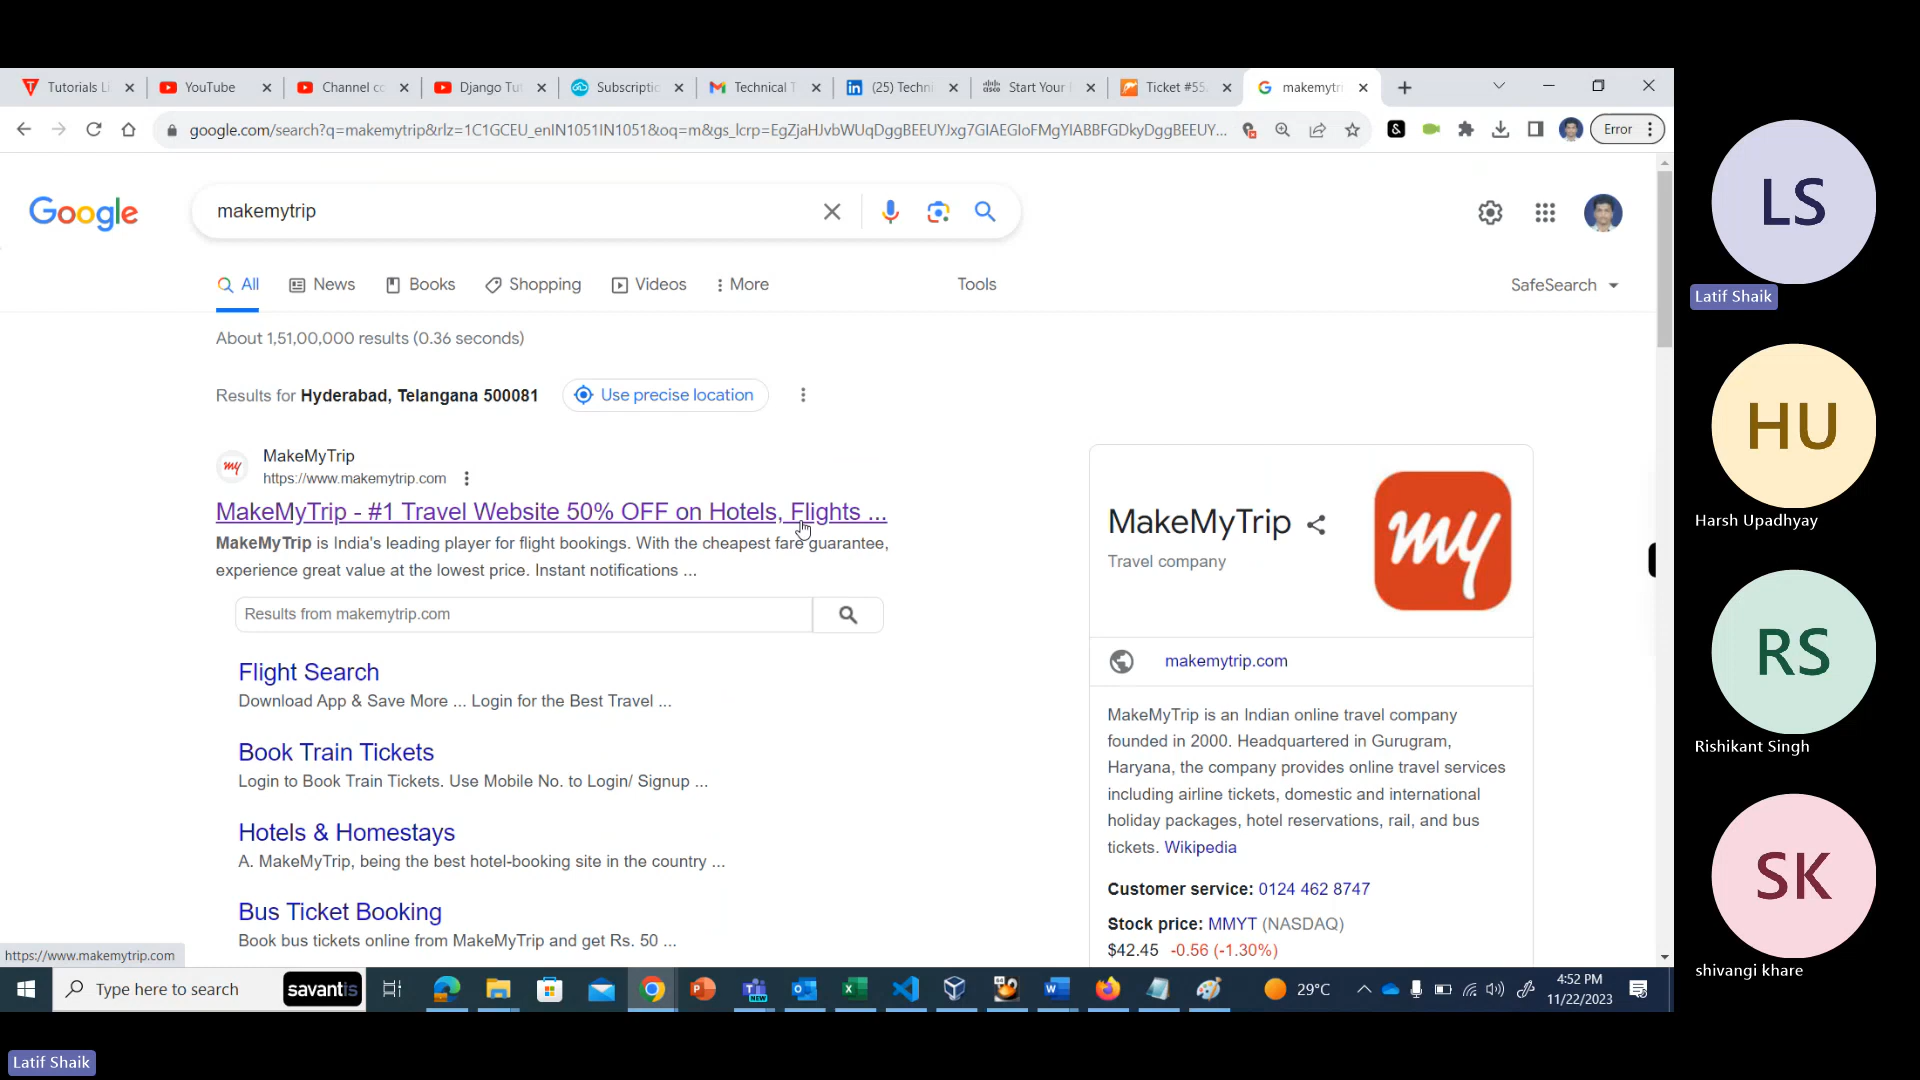 Tutorials Li
YouTube
Channel co
Django Tut
Subscriptio
Technical T
(25) Techni
Start Your
Ticket #55
makemytri
google.com/search?q=makemytrip&rlz=1C1GCEU_enIN1051IN1051&oq=m&gs_lcrp=EgZjaHJvbWUqDggBEEUYJxg7GIAEGIoFMgYIABBFGDkyDggBEEUY...
Error
Google
makemytrip
All
News
Books
Shopping
Videos
More
Tools
SafeSearch
About 1,51,00,000 results (0.36 seconds)
Results for Hyderabad, Telangana 500081
Use precise location
my
MakeMyTrip
https://www.makemytrip.com
MakeMyTrip - #1 Travel Website 50% OFF on Hotels, Flights ...
MakeMyTrip is India's leading player for flight bookings. With the cheapest fare guarantee,
experience great value at the lowest price. Instant notifications ...
Results from makemytrip.com
Flight Search
Download App & Save More ... Login for the Best Travel ...
Book Train Tickets
Login to Book Train Tickets. Use Mobile No. to Login/ Signup ...
Hotels & Homestays
A. MakeMyTrip, being the best hotel-booking site in the country ...
Bus Ticket Booking
Book bus tickets online from MakeMyTrip and get Rs. 50 ...
MakeMyTrip
Travel company
my
makemytrip.com
MakeMyTrip is an Indian online travel company
founded in 2000. Headquartered in Gurugram,
Haryana, the company provides online travel services
including airline tickets, domestic and international
holiday packages, hotel reservations, rail, and bus
tickets. Wikipedia
Customer service: 0124 462 8747
Stock price: MMYT (NASDAQ)
$42.45 -0.56 (-1.30%)
https://www.makemytrip.com
Type here to search
savantis
29°C
4:52 PM
11/22/2023
LS
Latif Shaik
HU
Harsh Upadhyay
RS
Rishikant Singh
SK
shivangi khare
Latif Shaik